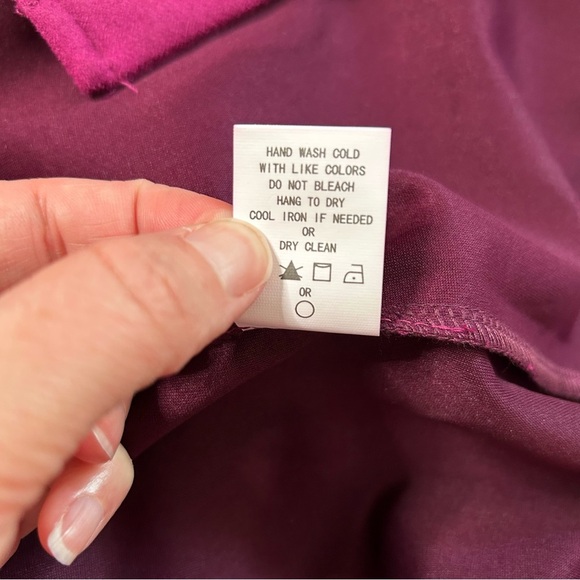 HAND WASH COLD
WITH LIKE COLORS
DO NOT BLEACH
HANG TO DRY
COOL IRON IF NEEDED
OR
DRY CLEAN
OR